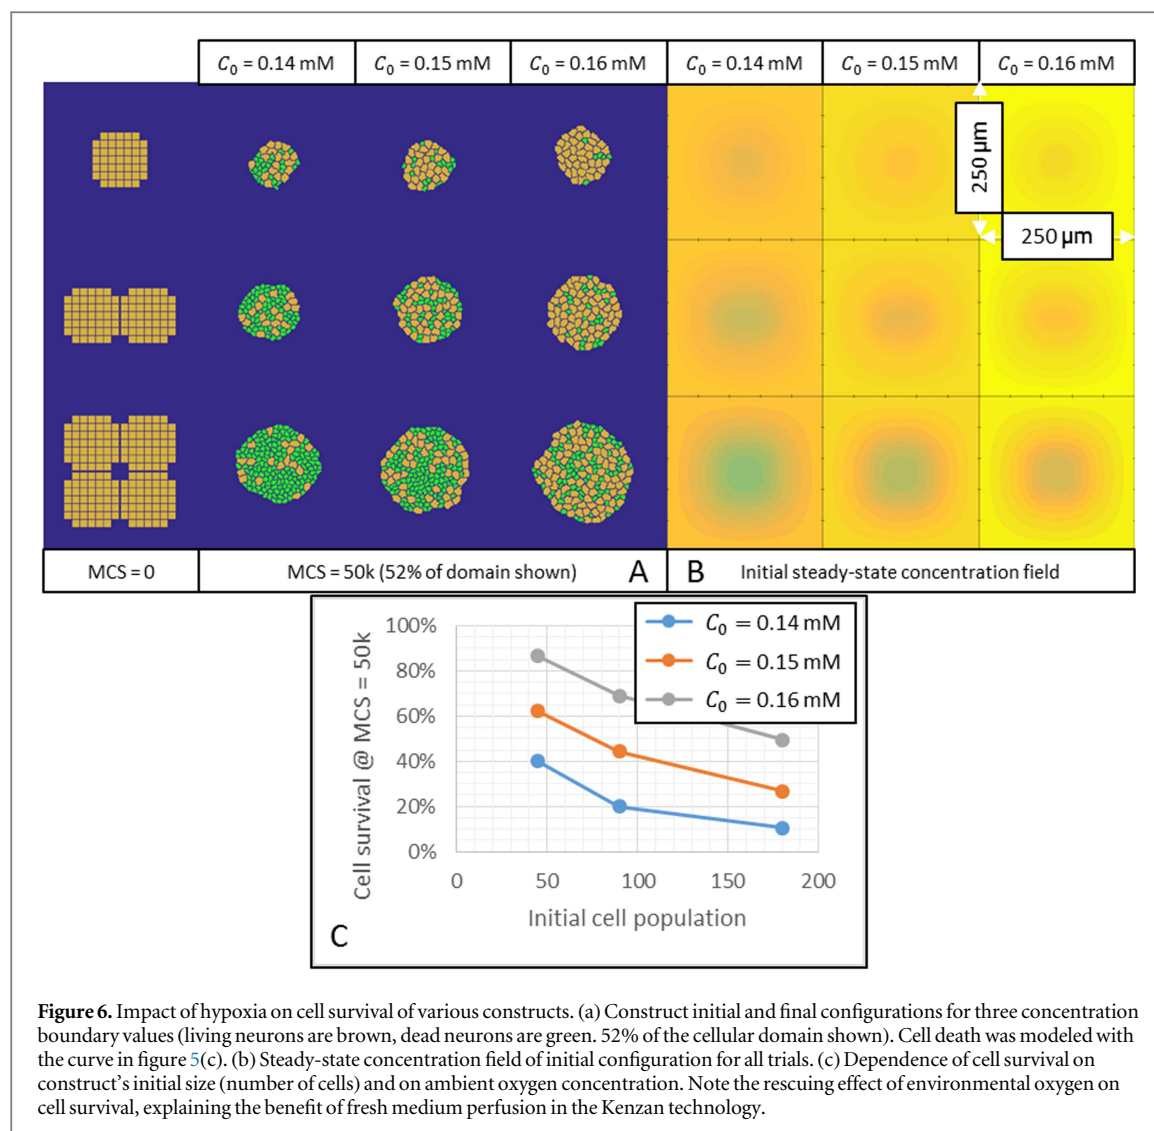 C₀ = 0.14 mM C₀ = 0.15 mM C₀ = 0.16 mM C₀ = 0.14 mM C₀ = 0.15 mM C₀ = 0.16 mM
250 µm
250 µm
MCS = 0 MCS = 50k (52% of domain shown) A B Initial steady-state concentration field
100%
80%
60%
40%
20%
0%
Cell survival @ MCS = 50k
C₀ = 0.14 mM
C₀ = 0.15 mM
C₀ = 0.16 mM
0 50 100 150 200
Initial cell population
C
Figure 6. Impact of hypoxia on cell survival of various constructs. (a) Construct initial and final configurations for three concentration
boundary values (living neurons are brown, dead neurons are green. 52% of the cellular domain shown). Cell death was modeled with
the curve in figure 5(c). (b) Steady-state concentration field of initial configuration for all trials. (c) Dependence of cell survival on
construct's initial size (number of cells) and on ambient oxygen concentration. Note the rescuing effect of environmental oxygen on
cell survival, explaining the benefit of fresh medium perfusion in the Kenzan technology.